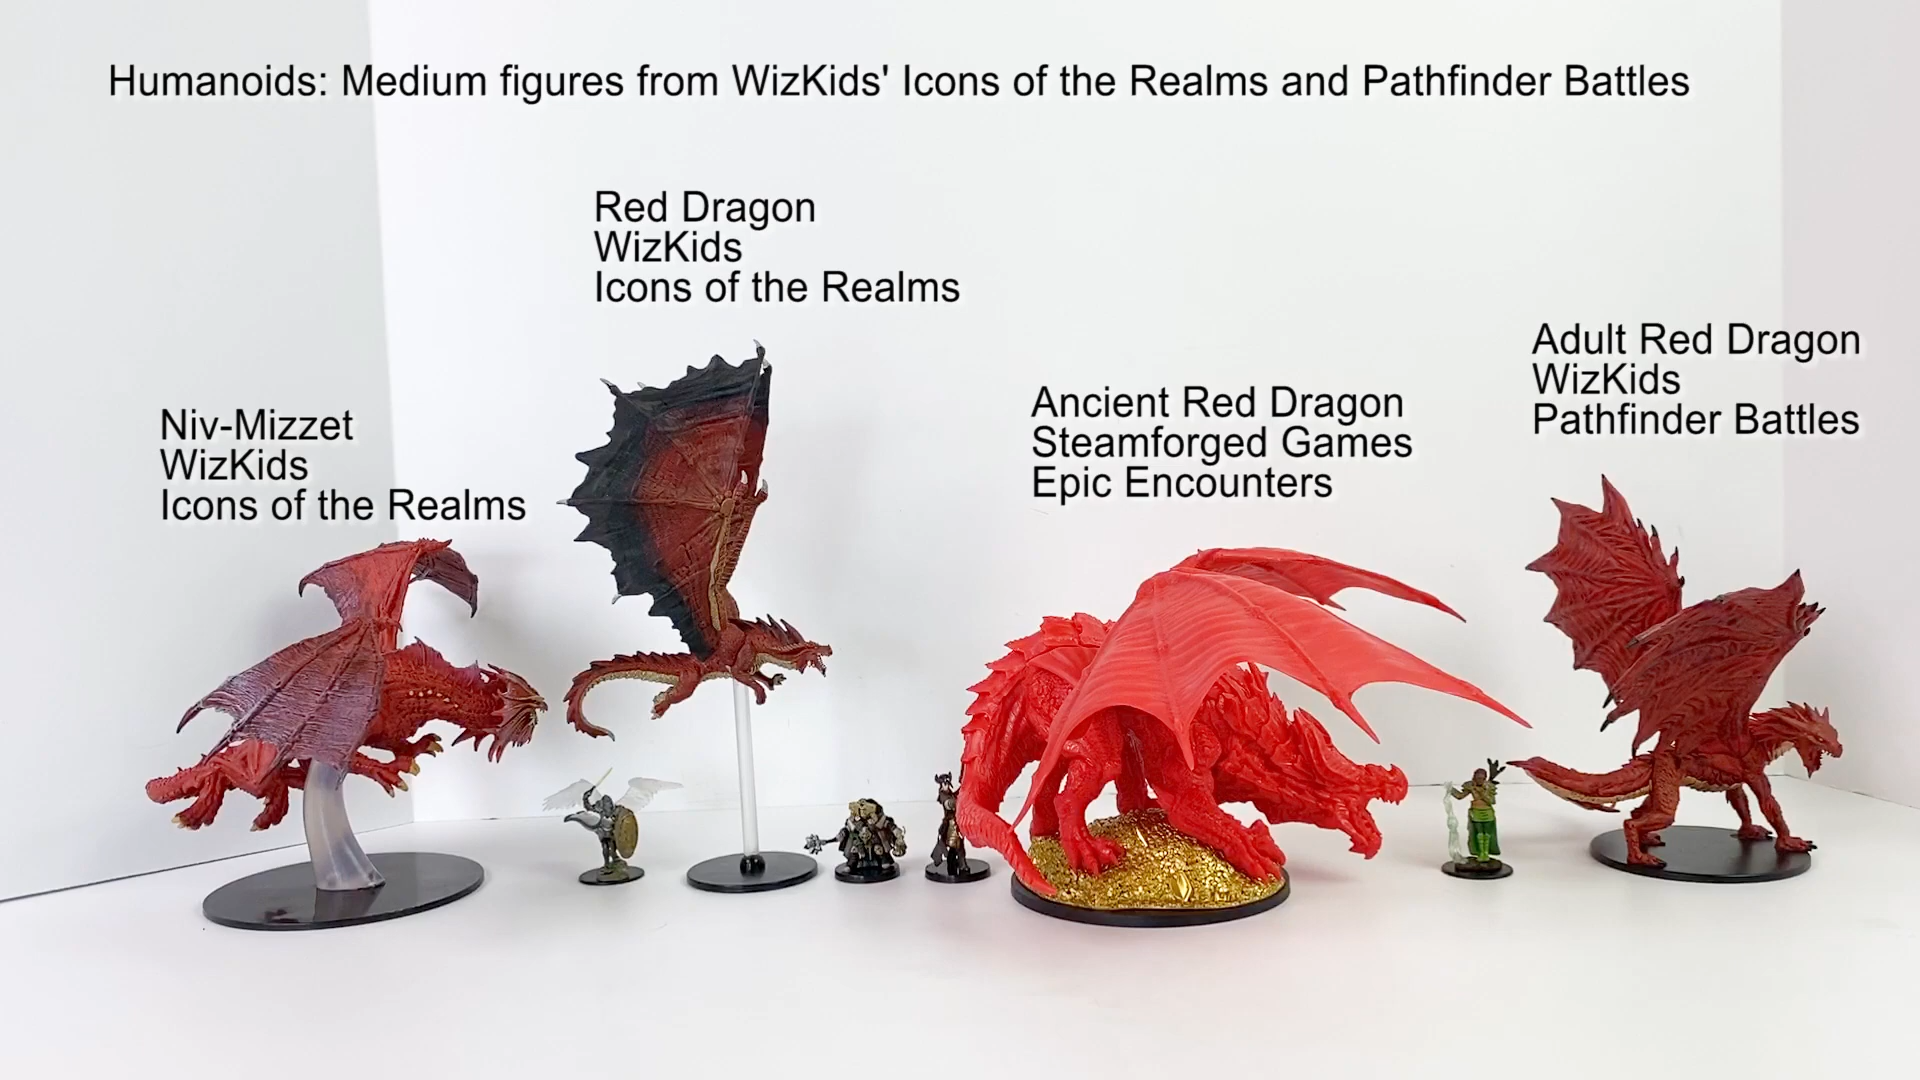 Humanoids: Medium figures from WizKids' Icons of the Realms and Pathfinder Battles
Red Dragon
WizKids
Icons of the Realms
Adult Red Dragon
WizKids
Pathfinder Battles
Ancient Red Dragon
Steamforged Games
Epic Encounters
Niv-Mizzet
WizKids
Icons of the Realms